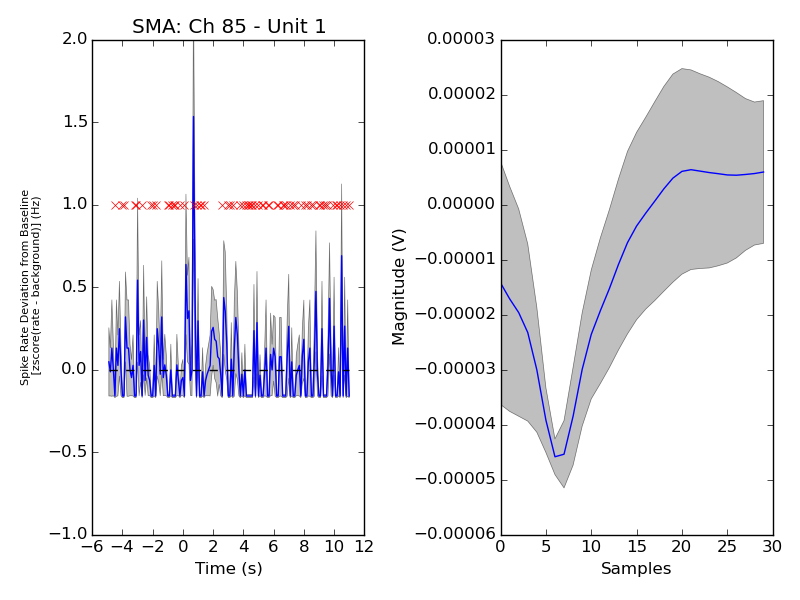 SMA: Ch 85 - Unit 1
2.0
1.5
1.0
0.5
0.0
−0.5
−1.0
−6 −4 −2 0 2 4 6 8 10 12
Time (s)
Spike Rate Deviation from Baseline
[zscore(rate - background)] (Hz)
0.00003
0.00002
0.00001
0.00000
−0.00001
−0.00002
−0.00003
−0.00004
−0.00005
−0.00006
0 5 10 15 20 25 30
Samples
Magnitude (V)